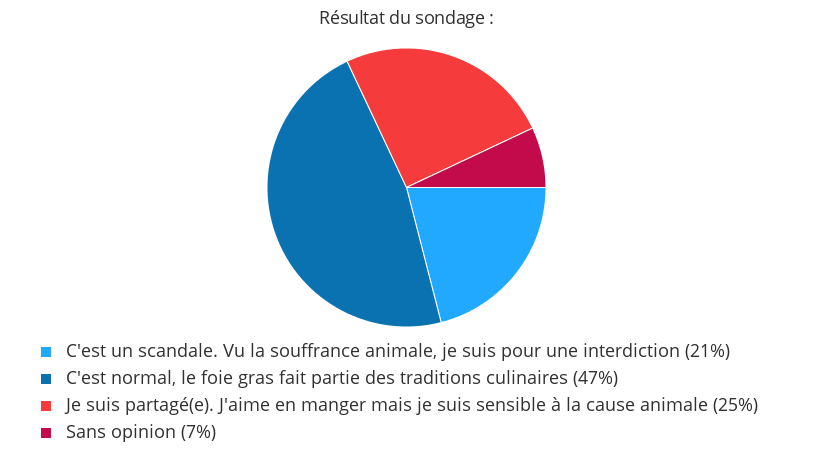 Résultat du sondage :
C'est un scandale. Vu la souffrance animale, je suis pour une interdiction (21%)
C'est normal, le foie gras fait partie des traditions culinaires (47%)
Je suis partagé(e). J'aime en manger mais je suis sensible à la cause animale (25%)
Sans opinion (7%)